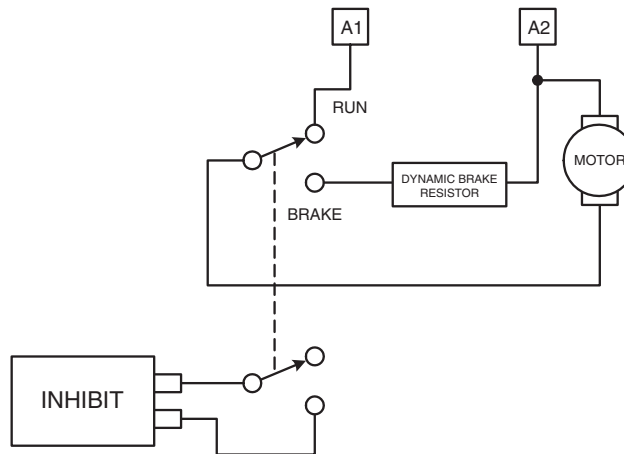 A1
A2
RUN
MOTOR
DYNAMIC BRAKE
RESISTOR
BRAKE
INHIBIT